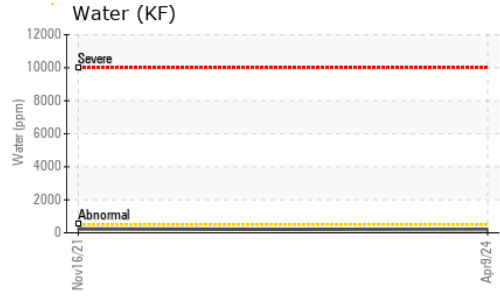 Water (KF)
12000
10000
8000
6000
4000
2000
0
Water (ppm)
Severe
Abnormal
Nov16/21
Apr9/24